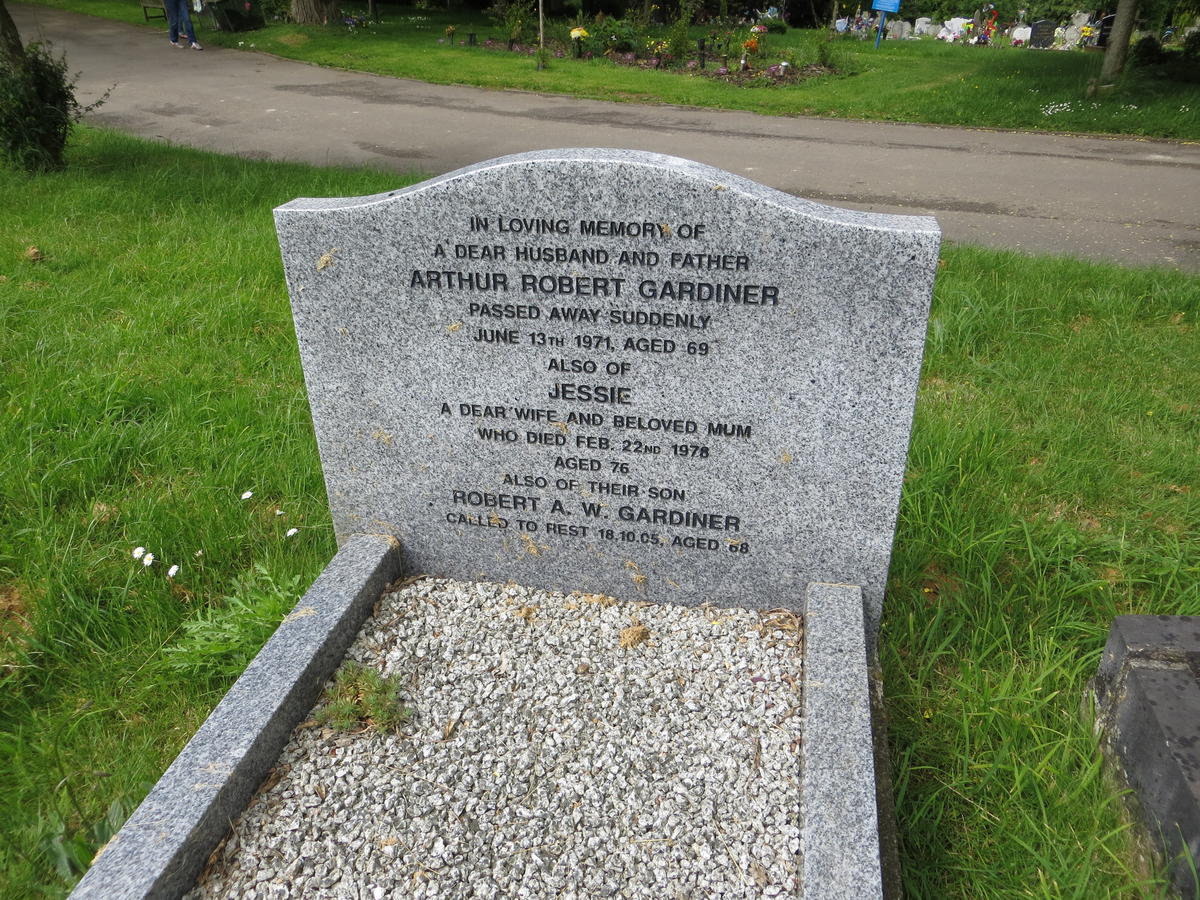 IN LOVING MEMORY OF
A DEAR HUSBAND AND FATHER
ARTHUR ROBERT GARDINER
PASSED AWAY SUDDENLY
JUNE 13TH 1971, AGED 69
ALSO OF
JESSIE
A DEAR WIFE AND BELOVED MUM
WHO DIED FEB. 22ND 1978
AGED 76
ALSO OF THEIR SON
ROBERT A. W. GARDINER
CALLED TO REST 18.10.05, AGED 68